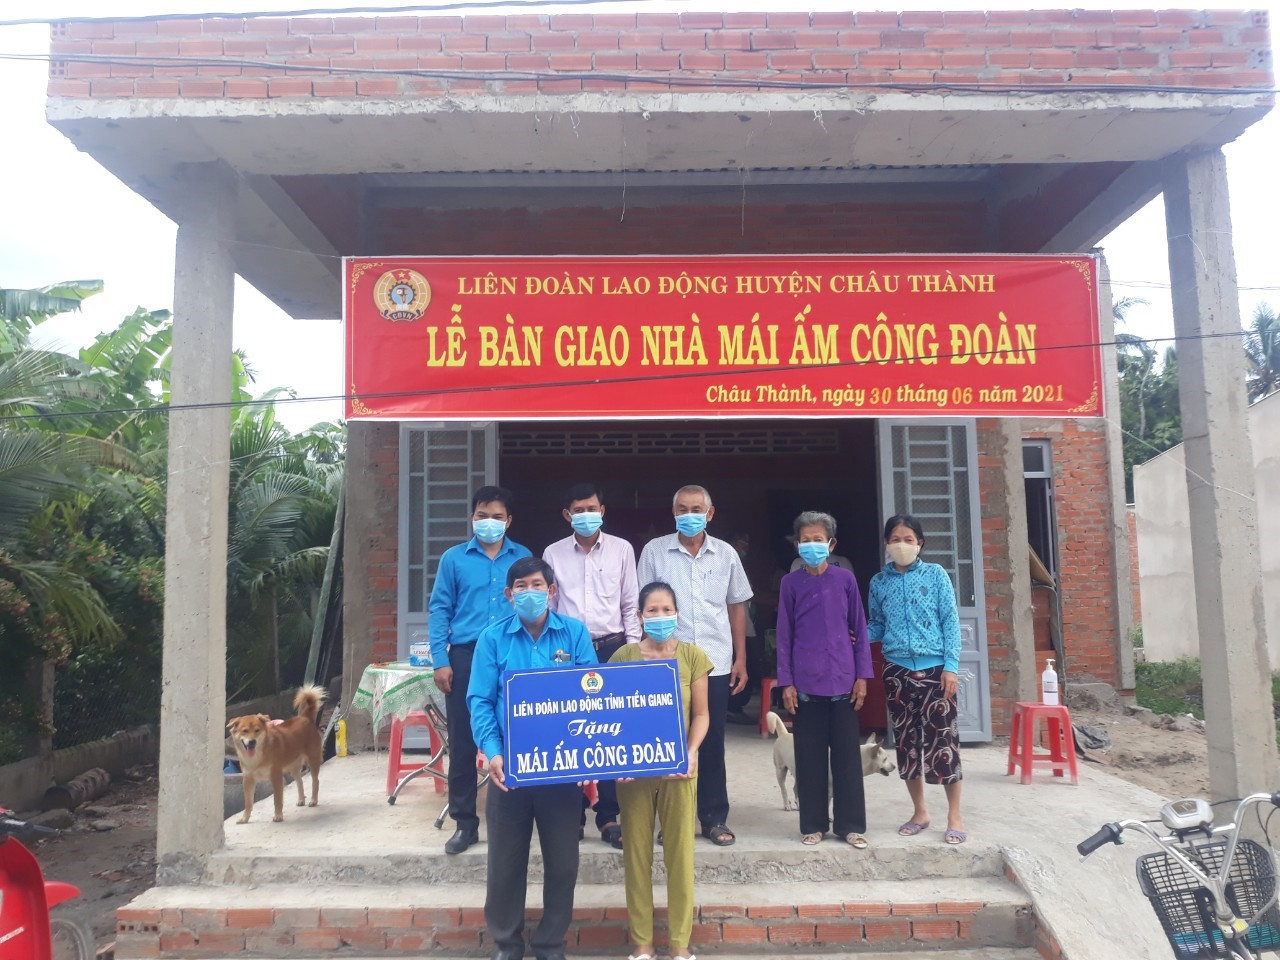 LIÊN ĐOÀN LAO ĐỘNG HUYỆN CHÂU THÀNH
LỄ BÀN GIAO NHÀ MÁI ẤM CÔNG ĐOÀN
Châu Thành, ngày 30 tháng 06 năm 2021
LIÊN ĐOÀN LAO ĐỘNG TỈNH TIỀN GIANG
Tặng
MÁI ẤM CÔNG ĐOÀN